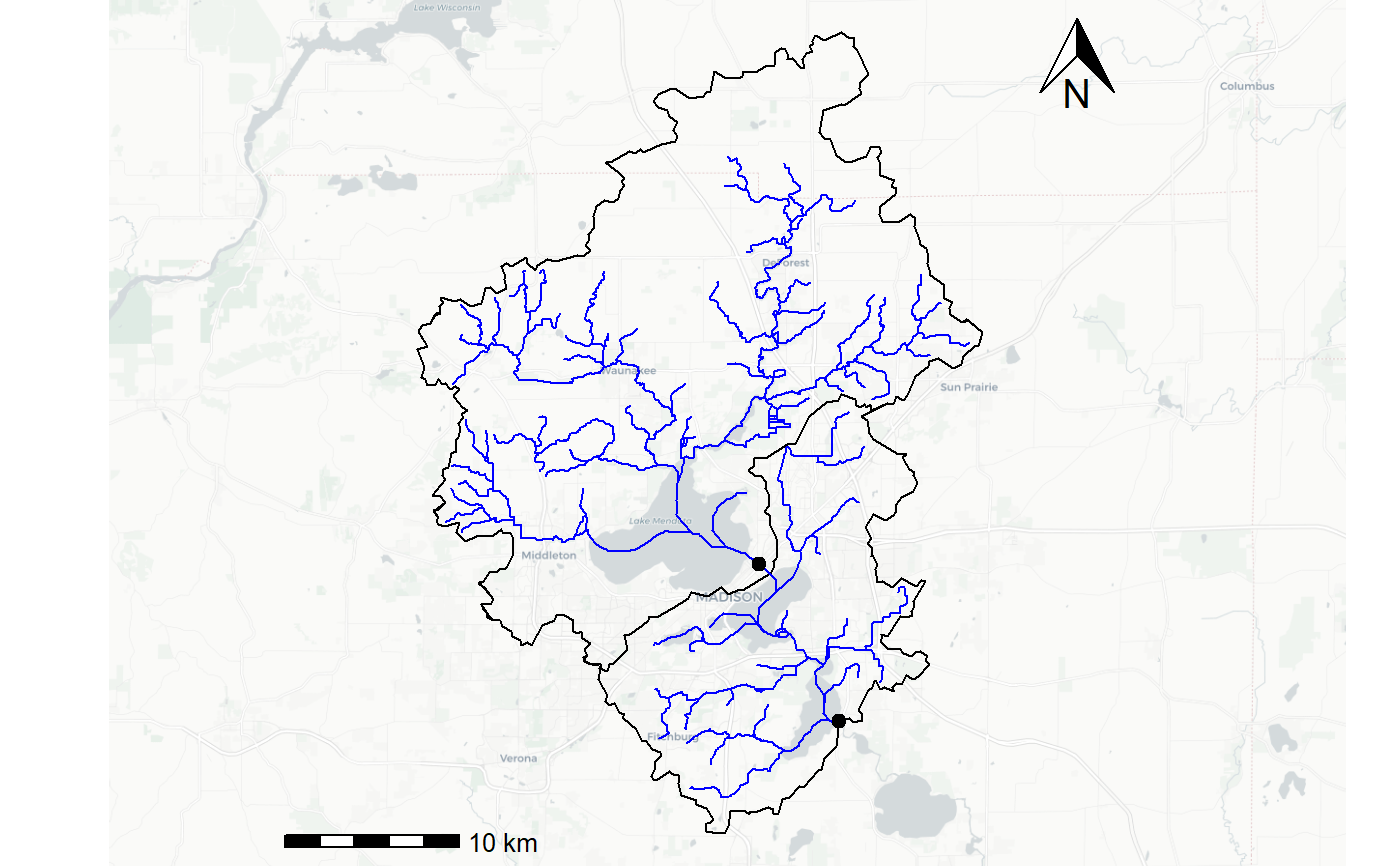 Lake Wisconsin
N
Columbus
DeForest
Waunakee
Sun Prairie
Lake Mendota
Middleton
MADISON
Fitchburg
Verona
10 km